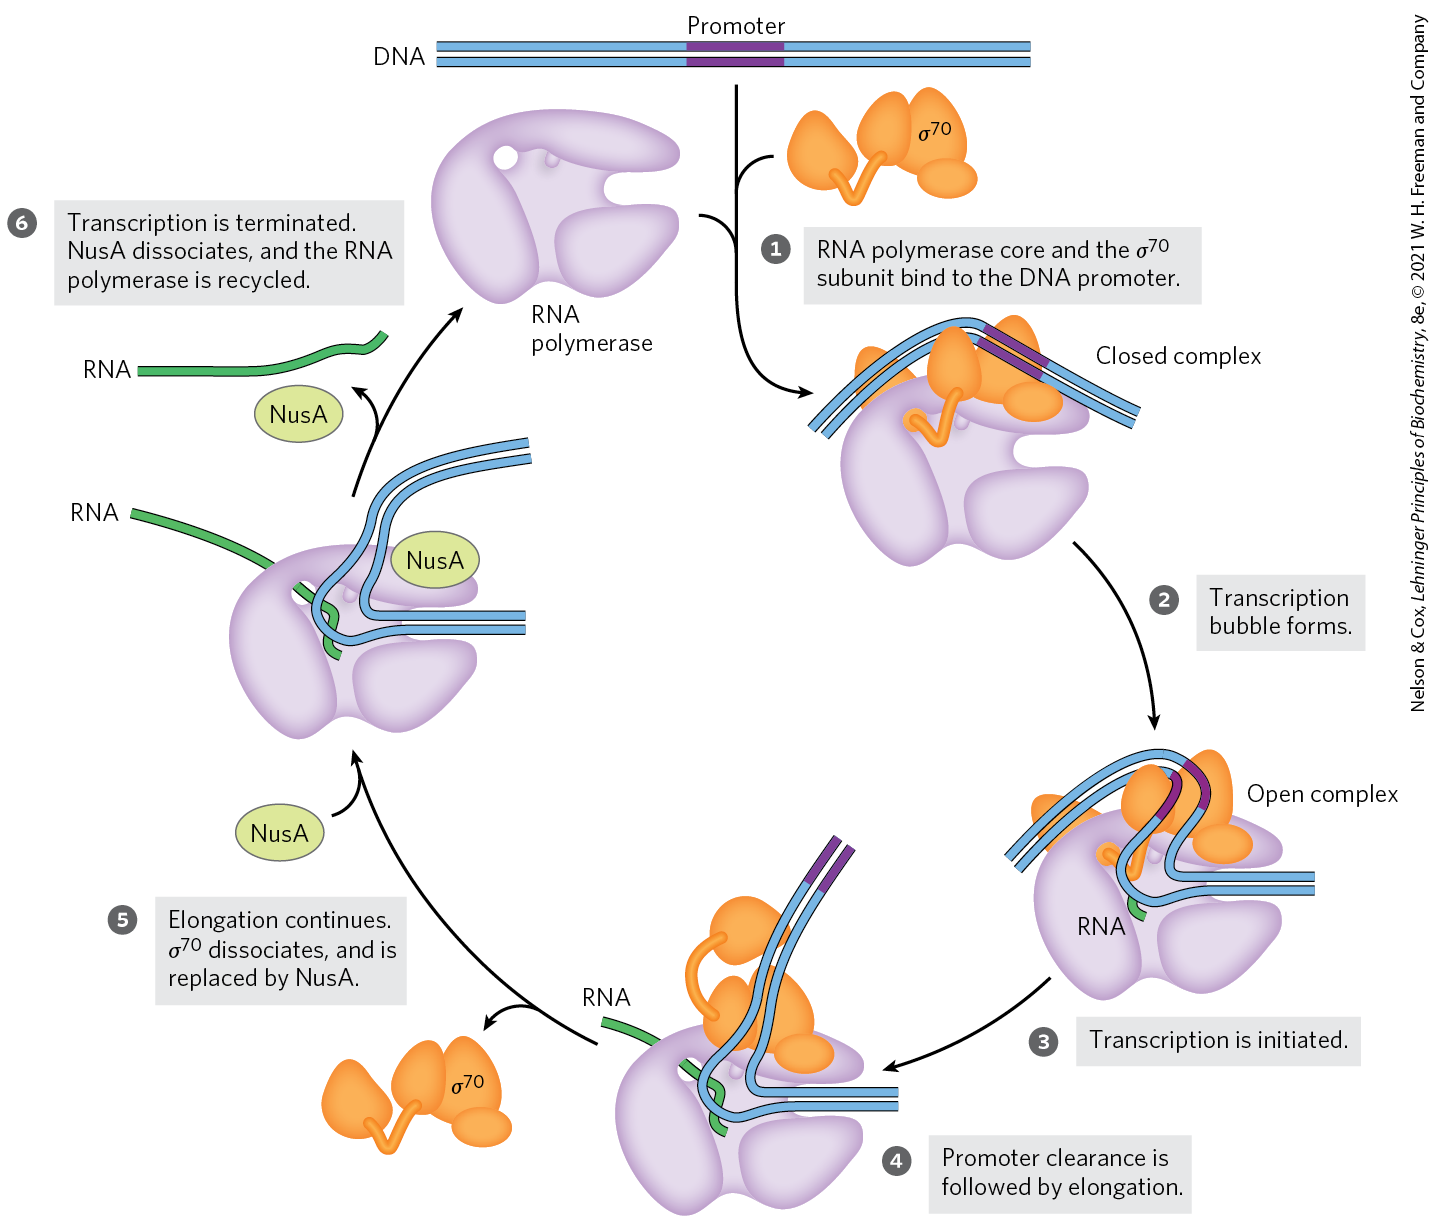 Promoter
DNA
σ70
1
RNA polymerase core and the σ70
subunit bind to the DNA promoter.
RNA
polymerase
Closed complex
2
Transcription
bubble forms.
Open complex
RNA
3
Transcription is initiated.
4
Promoter clearance is
followed by elongation.
RNA
5
Elongation continues.
σ70 dissociates, and is
replaced by NusA.
σ70
NusA
RNA
NusA
6
Transcription is terminated.
NusA dissociates, and the RNA
polymerase is recycled.
RNA
NusA
Nelson & Cox, Lehninger Principles of Biochemistry, 8e, © 2021 W. H. Freeman and Company